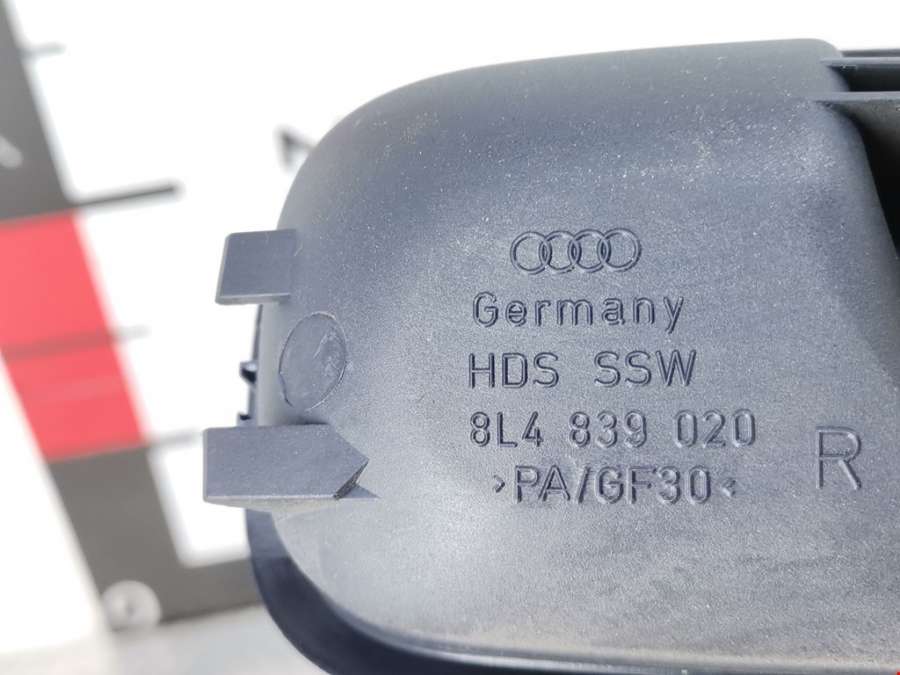 Germany
HDS SSW
8L4 839 020
>PA/GF30<
R